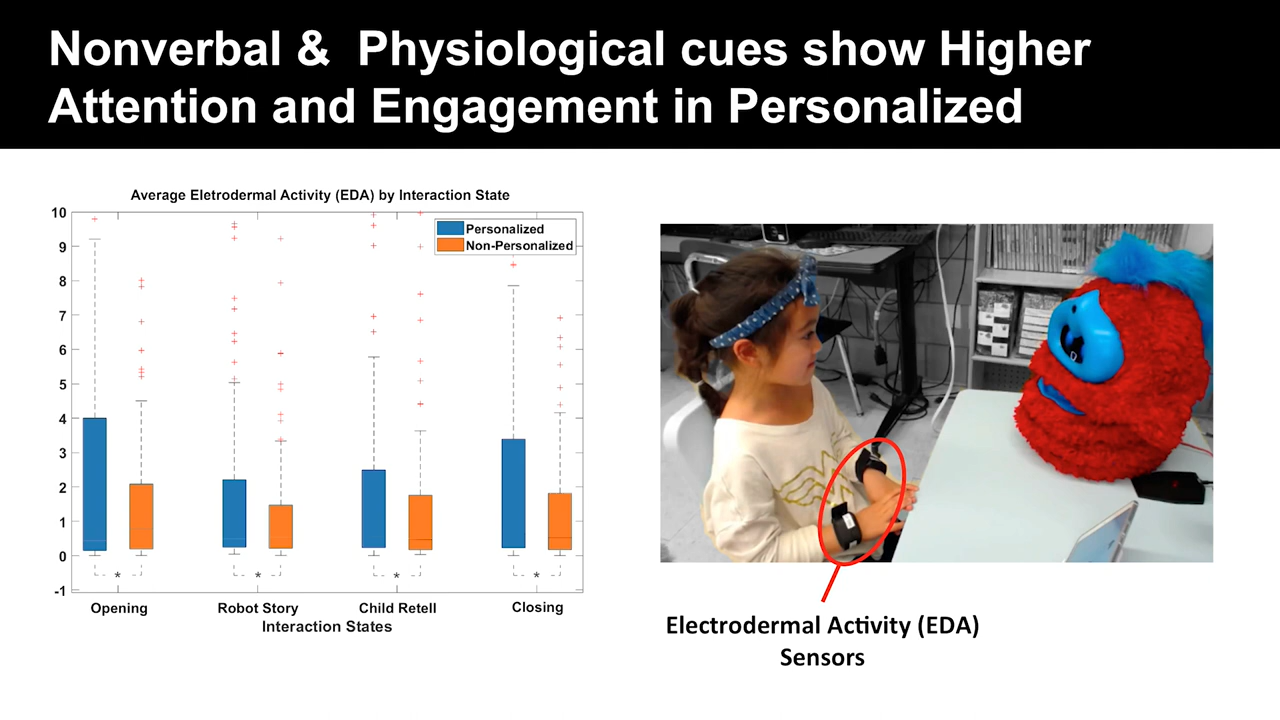 Nonverbal &  Physiological cues show Higher
Attention and Engagement in Personalized
Average Eletrodermal Activity (EDA) by Interaction State
10
9
8
7
6
5
4
3
2
1
0
-1
Personalized
Non-Personalized
* * * *
Opening Robot Story Child Retell Closing
Interaction States
Electrodermal Activity (EDA)
Sensors